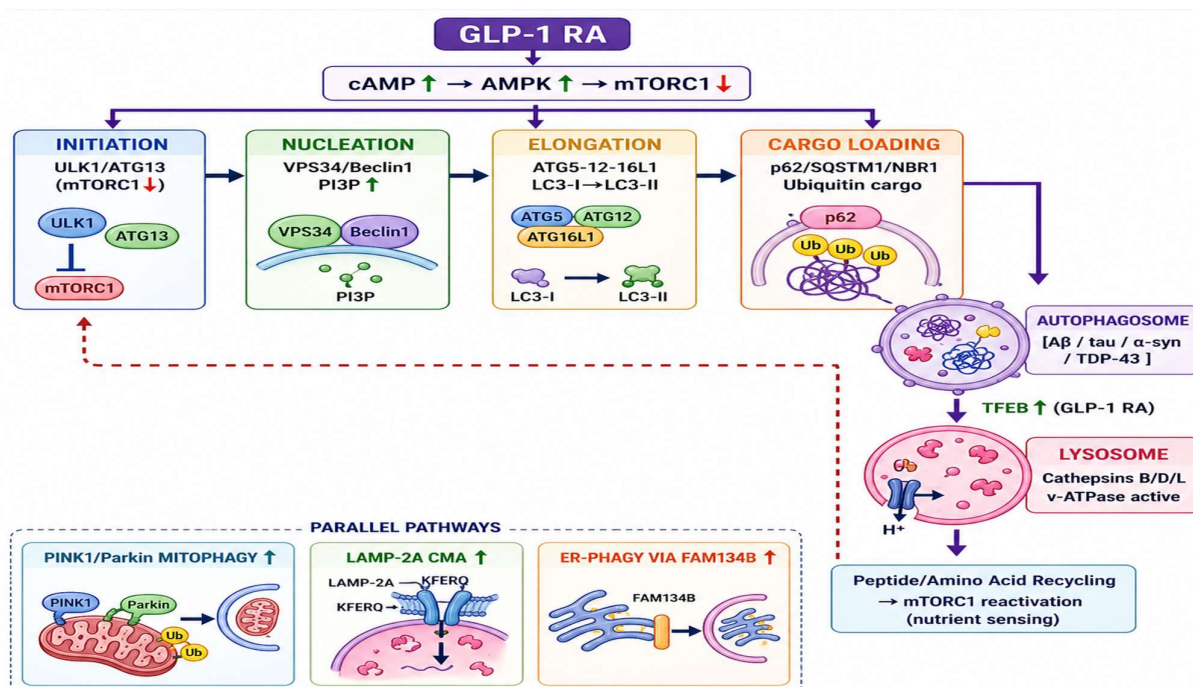 GLP-1 RA
cAMP ↑ → AMPK ↑ → mTORC1 ↓
INITIATION
ULK1/ATG13
(mTORC1 ↓)
ULK1
ATG13
mTORC1
NUCLEATION
VPS34/Beclin1
PI3P ↑
VPS34
Beclin1
PI3P
ELONGATION
ATG5-12-16L1
LC3-I→LC3-II
ATG5
ATG12
ATG16L1
LC3-I
LC3-II
CARGO LOADING
p62/SQSTM1/NBR1
Ubiquitin cargo
p62
Ub
Ub
Ub
AUTOPHAGOSOME
[Aβ / tau / α-syn
/ TDP-43 ]
TFEB ↑ (GLP-1 RA)
LYSOSOME
Cathepsins B/D/L
v-ATPase active
H+
Peptide/Amino Acid Recycling
→ mTORC1 reactivation
(nutrient sensing)
PARALLEL PATHWAYS
PINK1/Parkin MITOPHAGY ↑
PINK1
Parkin
Ub
Ub
LAMP-2A CMA ↑
LAMP-2A
KFERQ
KFERQ
ER-PHAGY VIA FAM134B ↑
FAM134B